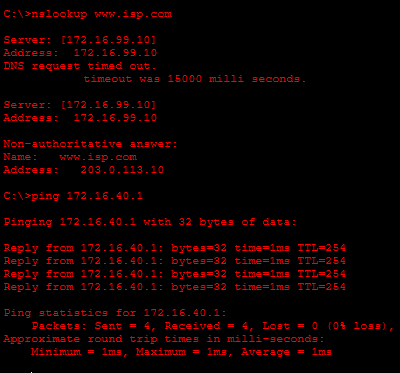 C:\>nslookup www.isp.com
Server: [172.16.99.10]
Address:  172.16.99.10
DNS request timed out.
timeout was 15000 milli seconds.
Server: [172.16.99.10]
Address:  172.16.99.10
Non-authoritative answer:
Name:   www.isp.com
Address:   203.0.113.10
C:\>ping 172.16.40.1
Pinging 172.16.40.1 with 32 bytes of data:
Reply from 172.16.40.1: bytes=32 time=1ms TTL=254
Reply from 172.16.40.1: bytes=32 time=1ms TTL=254
Reply from 172.16.40.1: bytes=32 time=1ms TTL=254
Reply from 172.16.40.1: bytes=32 time=1ms TTL=254
Ping statistics for 172.16.40.1:
Packets: Sent = 4, Received = 4, Lost = 0 (0% loss),
Approximate round trip times in milli-seconds:
Minimum = 1ms, Maximum = 1ms, Average = 1ms